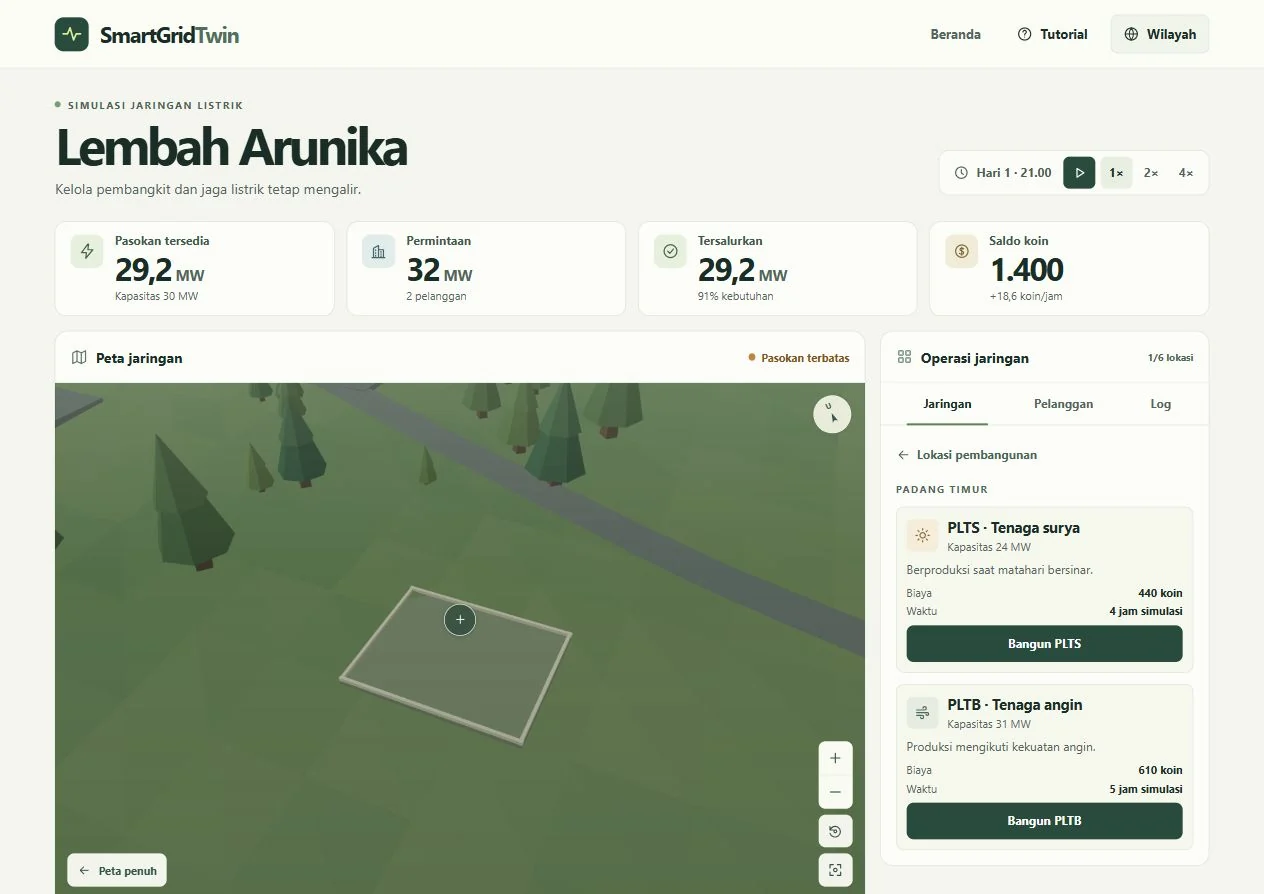 SmartGridTwin
Beranda
Tutorial
Wilayah
SIMULASI JARINGAN LISTRIK
Lembah Arunika
Kelola pembangkit dan jaga listrik tetap mengalir.
Hari 1 · 21.00
1×
2×
4×
Pasokan tersedia
29,2 MW
Kapasitas 30 MW
Permintaan
32 MW
2 pelanggan
Tersalurkan
29,2 MW
91% kebutuhan
Saldo koin
1.400
+18,6 koin/jam
Peta jaringan
Pasokan terbatas
U
+
+
−
Peta penuh
Operasi jaringan
1/6 lokasi
Jaringan
Pelanggan
Log
Lokasi pembangunan
PADANG TIMUR
PLTS · Tenaga surya
Kapasitas 24 MW
Berproduksi saat matahari bersinar.
Biaya 440 koin
Waktu 4 jam simulasi
Bangun PLTS
PLTB · Tenaga angin
Kapasitas 31 MW
Produksi mengikuti kekuatan angin.
Biaya 610 koin
Waktu 5 jam simulasi
Bangun PLTB